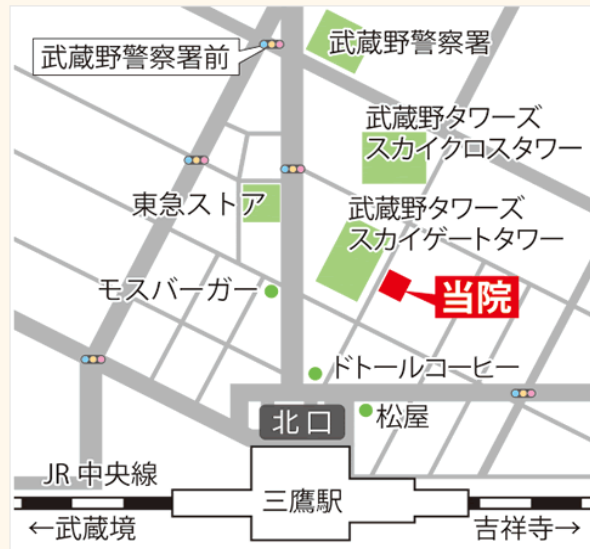 武蔵野警察署前
武蔵野警察署
武蔵野タワーズ
スカイクロスタワー
東急ストア
武蔵野タワーズ
スカイゲートタワー
モスバーガー
当院
ドトールコーヒー
松屋
北口
JR 中央線
三鷹駅
←武蔵境
吉祥寺→